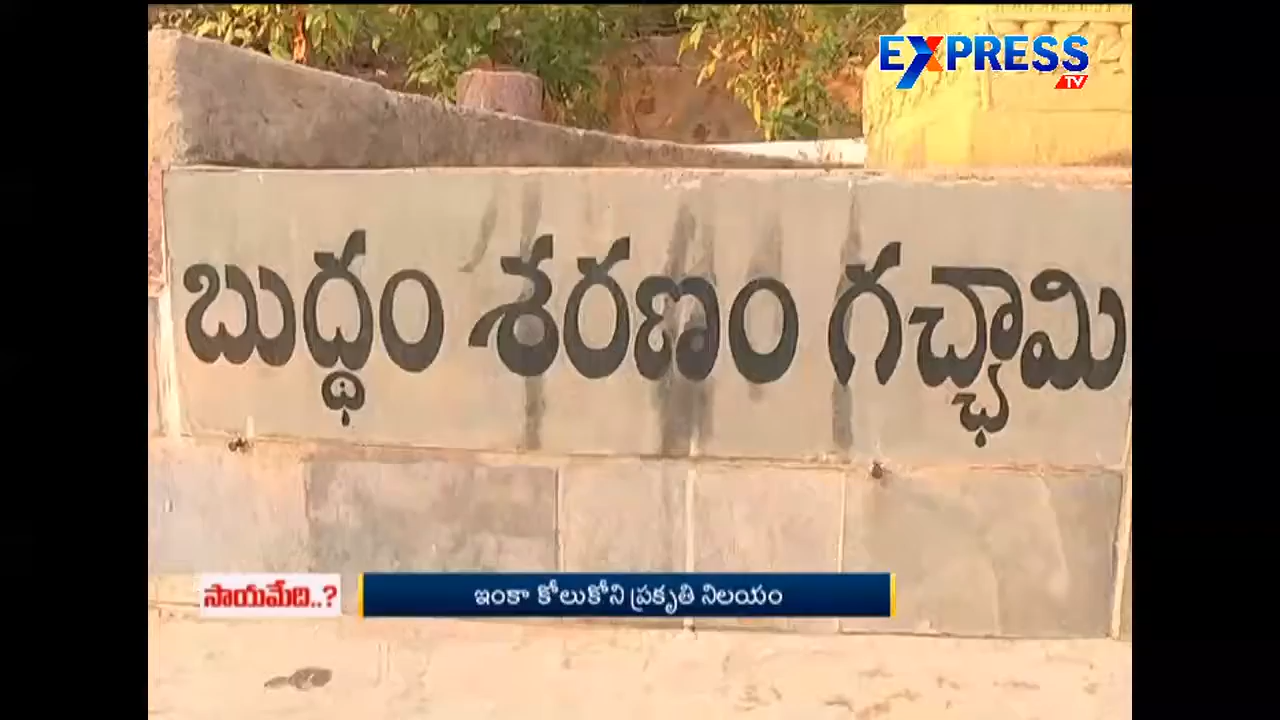 EXPRESS
TV
బుద్ధం శరణం గచ్ఛామి
సాయమేది..?
ఇంకా కోలుకోని ప్రకృతి నిలయం